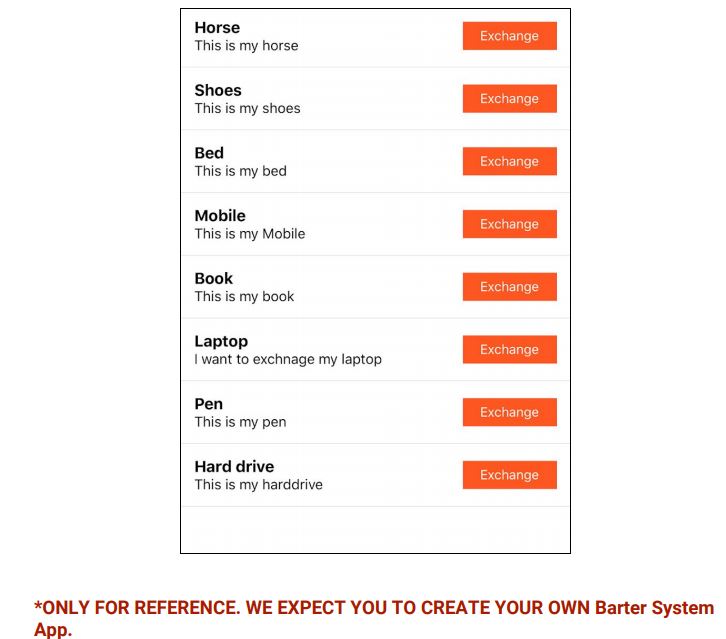 Horse
This is my horse
Exchange
Shoes
This is my shoes
Exchange
Bed
This is my bed
Exchange
Mobile
This is my Mobile
Exchange
Book
This is my book
Exchange
Laptop
I want to exchnage my laptop
Exchange
Pen
This is my pen
Exchange
Hard drive
This is my harddrive
Exchange
*ONLY FOR REFERENCE. WE EXPECT YOU TO CREATE YOUR OWN Barter System
App.